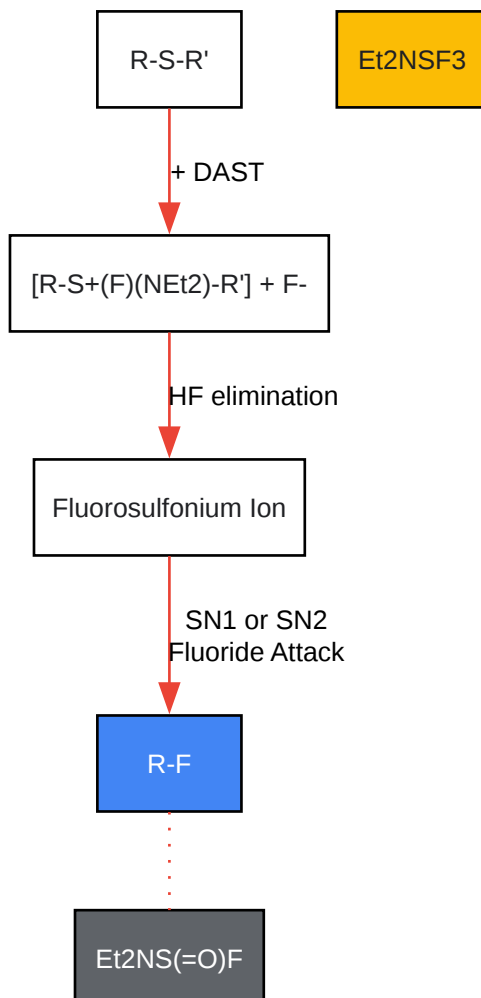 R-S-R'
Et2NSF3
+ DAST
[R-S+(F)(NEt2)-R'] + F-
HF elimination
Fluorosulfonium Ion
SN1 or SN2
Fluoride Attack
R-F
Et2NS(=O)F